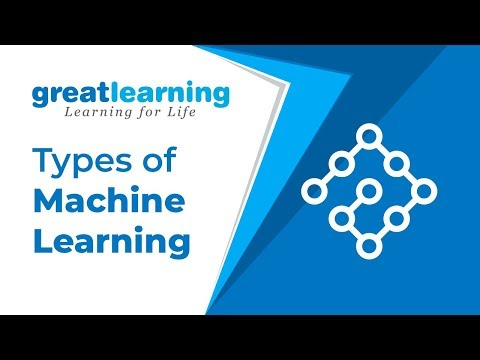 greatlearning
Learning for Life
Types of
Machine
Learning